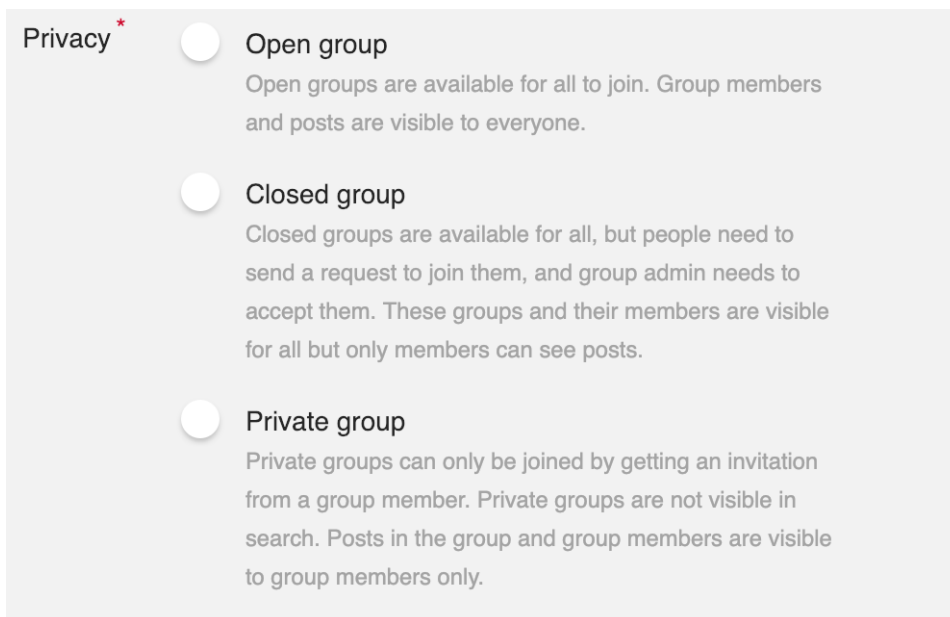 Privacy *
Open group
Open groups are available for all to join. Group members
and posts are visible to everyone.
Closed group
Closed groups are available for all, but people need to
send a request to join them, and group admin needs to
accept them. These groups and their members are visible
for all but only members can see posts.
Private group
Private groups can only be joined by getting an invitation
from a group member. Private groups are not visible in
search. Posts in the group and group members are visible
to group members only.